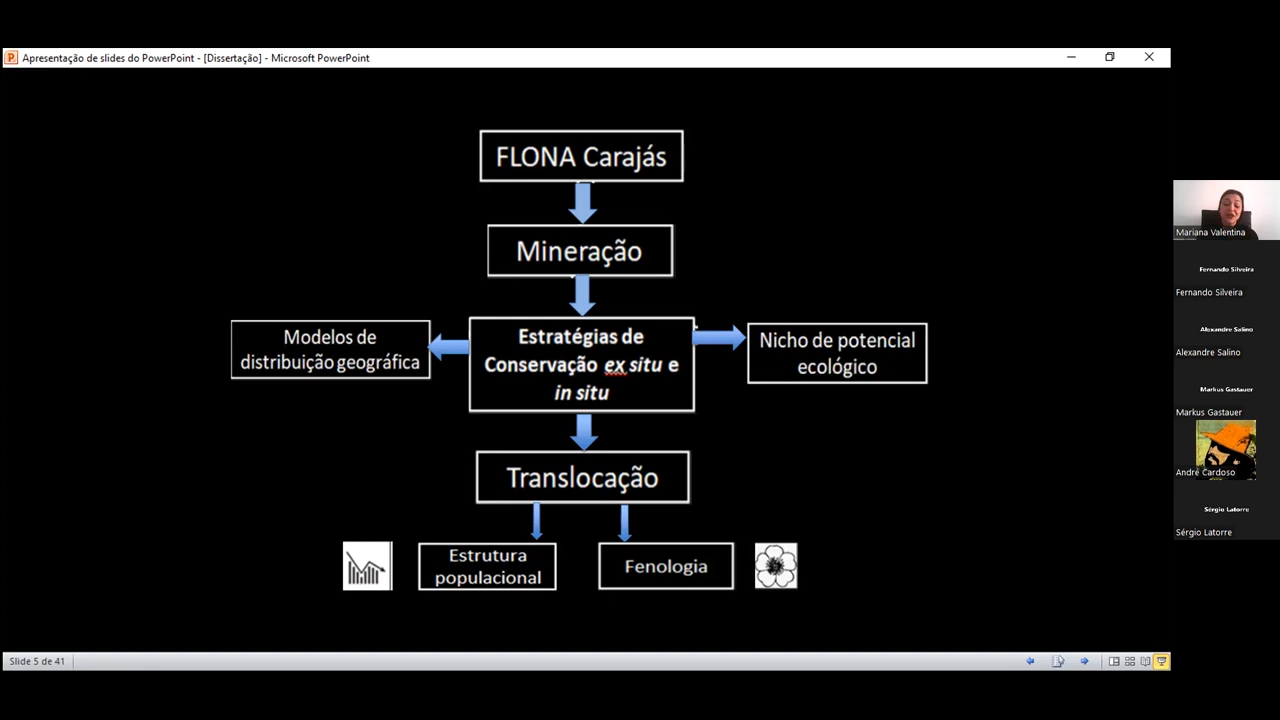 Apresentação de slides do PowerPoint - [Dissertação] - Microsoft PowerPoint
FLONA Carajás
Mineração
Modelos de
distribuição geográfica
Estratégias de
Conservação ex situ e
in situ
Nicho de potencial
ecológico
Translocação
Estrutura
populacional
Fenologia
Slide 5 de 41
Mariana Valentina
Fernando Silveira
Fernando Silveira
Alexandre Salino
Alexandre Salino
Markus Gastauer
Markus Gastauer
André Cardoso
Sérgio Latorre
Sérgio Latorre